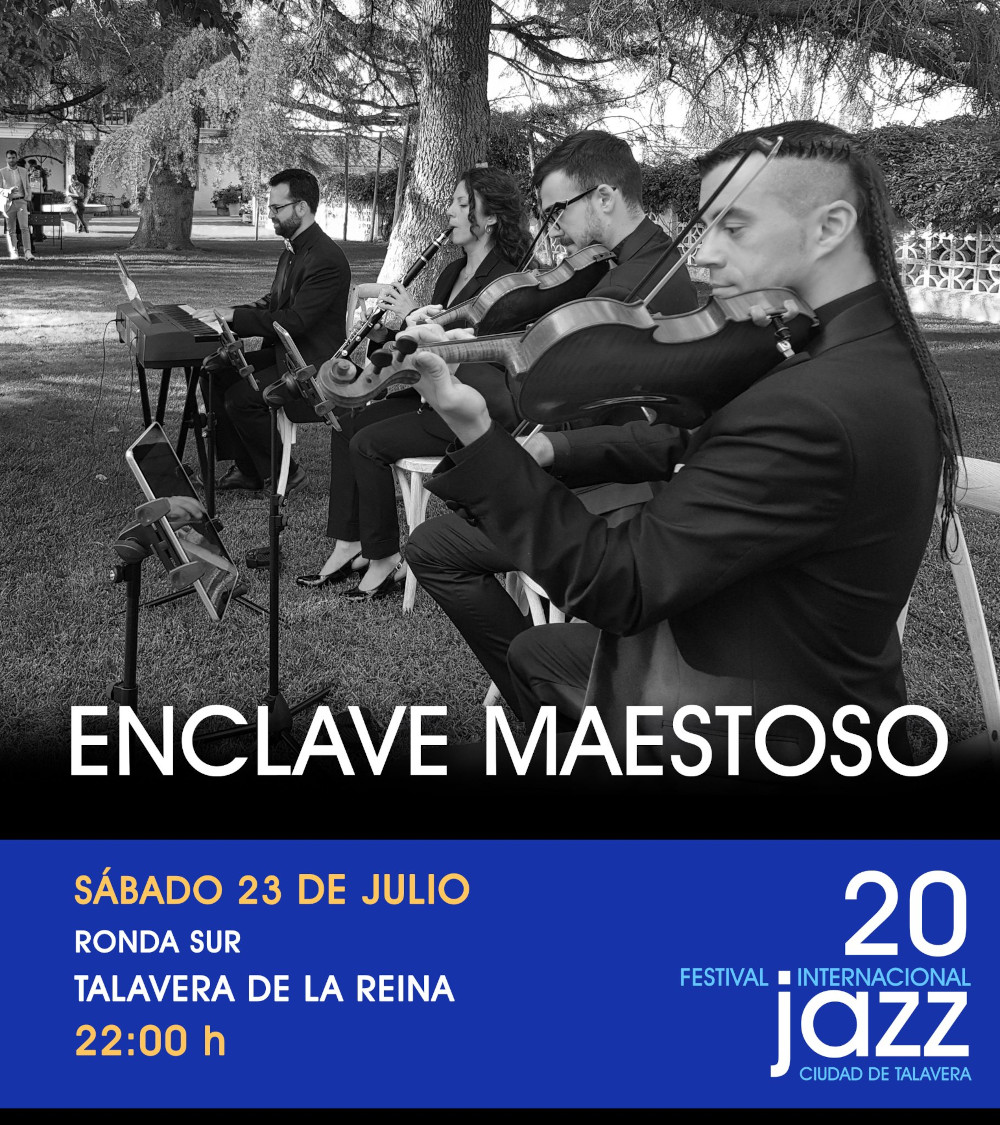 ENCLAVE MAESTOSO
SÁBADO 23 DE JULIO
RONDA SUR
TALAVERA DE LA REINA
22:00 h
20
FESTIVAL INTERNACIONAL
jazz
CIUDAD DE TALAVERA